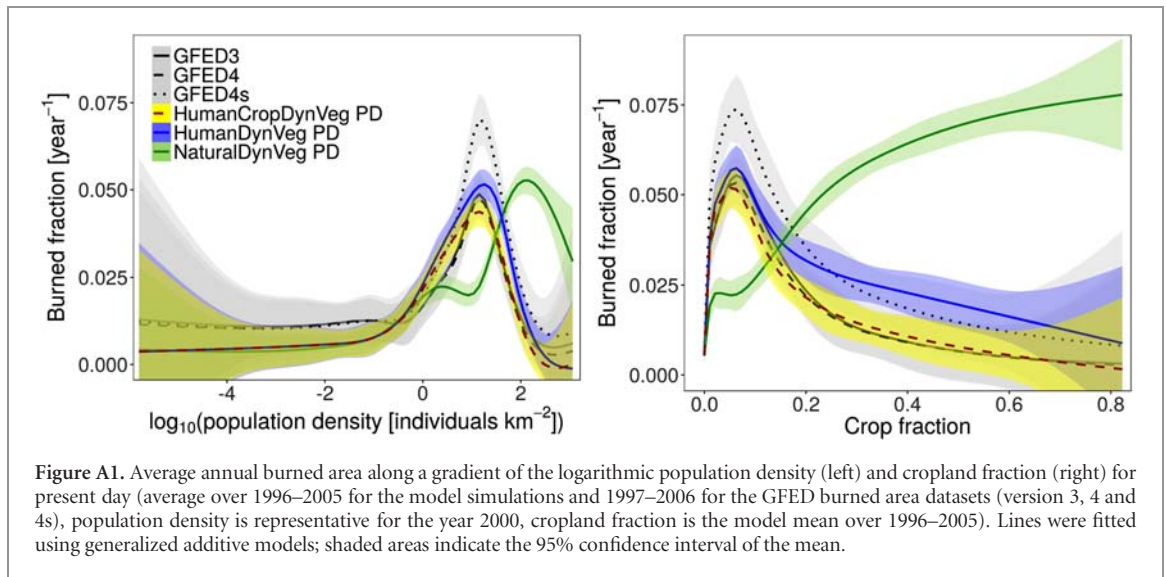 GFED3
GFED4
GFED4s
HumanCropDynVeg PD
HumanDynVeg PD
NaturalDynVeg PD
Burned fraction [year⁻¹]
0.075
0.050
0.025
0.000
-4
-2
0
2
log₁₀(population density [individuals km⁻²])
Burned fraction [year⁻¹]
0.075
0.050
0.025
0.000
0.0
0.2
0.4
0.6
0.8
Crop fraction
Figure A1. Average annual burned area along a gradient of the logarithmic population density (left) and cropland fraction (right) for
present day (average over 1996–2005 for the model simulations and 1997–2006 for the GFED burned area datasets (version 3, 4 and
4s), population density is representative for the year 2000, cropland fraction is the model mean over 1996–2005). Lines were fitted
using generalized additive models; shaded areas indicate the 95% confidence interval of the mean.